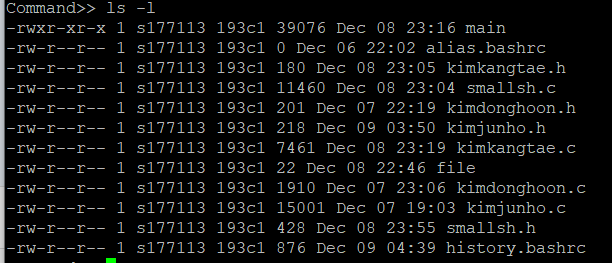 Command>> ls -l
-rwxr-xr-x 1 s177113 193c1 39076 Dec 08 23:16 main
-rw-r--r-- 1 s177113 193c1 0 Dec 06 22:02 alias.bashrc
-rw-r--r-- 1 s177113 193c1 180 Dec 08 23:05 kimkangtae.h
-rw-r--r-- 1 s177113 193c1 11460 Dec 08 23:04 smallsh.c
-rw-r--r-- 1 s177113 193c1 201 Dec 07 22:19 kimdonghoon.h
-rw-r--r-- 1 s177113 193c1 218 Dec 09 03:50 kimjunho.h
-rw-r--r-- 1 s177113 193c1 7461 Dec 08 23:19 kimkangtae.c
-rw-r--r-- 1 s177113 193c1 22 Dec 08 22:46 file
-rw-r--r-- 1 s177113 193c1 1910 Dec 07 23:06 kimdonghoon.c
-rw-r--r-- 1 s177113 193c1 15001 Dec 07 19:03 kimjunho.c
-rw-r--r-- 1 s177113 193c1 428 Dec 08 23:55 smallsh.h
-rw-r--r-- 1 s177113 193c1 876 Dec 09 04:39 history.bashrc